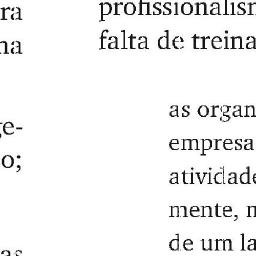 ra
na
ge-
o;
as
profissionalism
falta de treina
as organ
empresa
atividade
mente, n
de um la